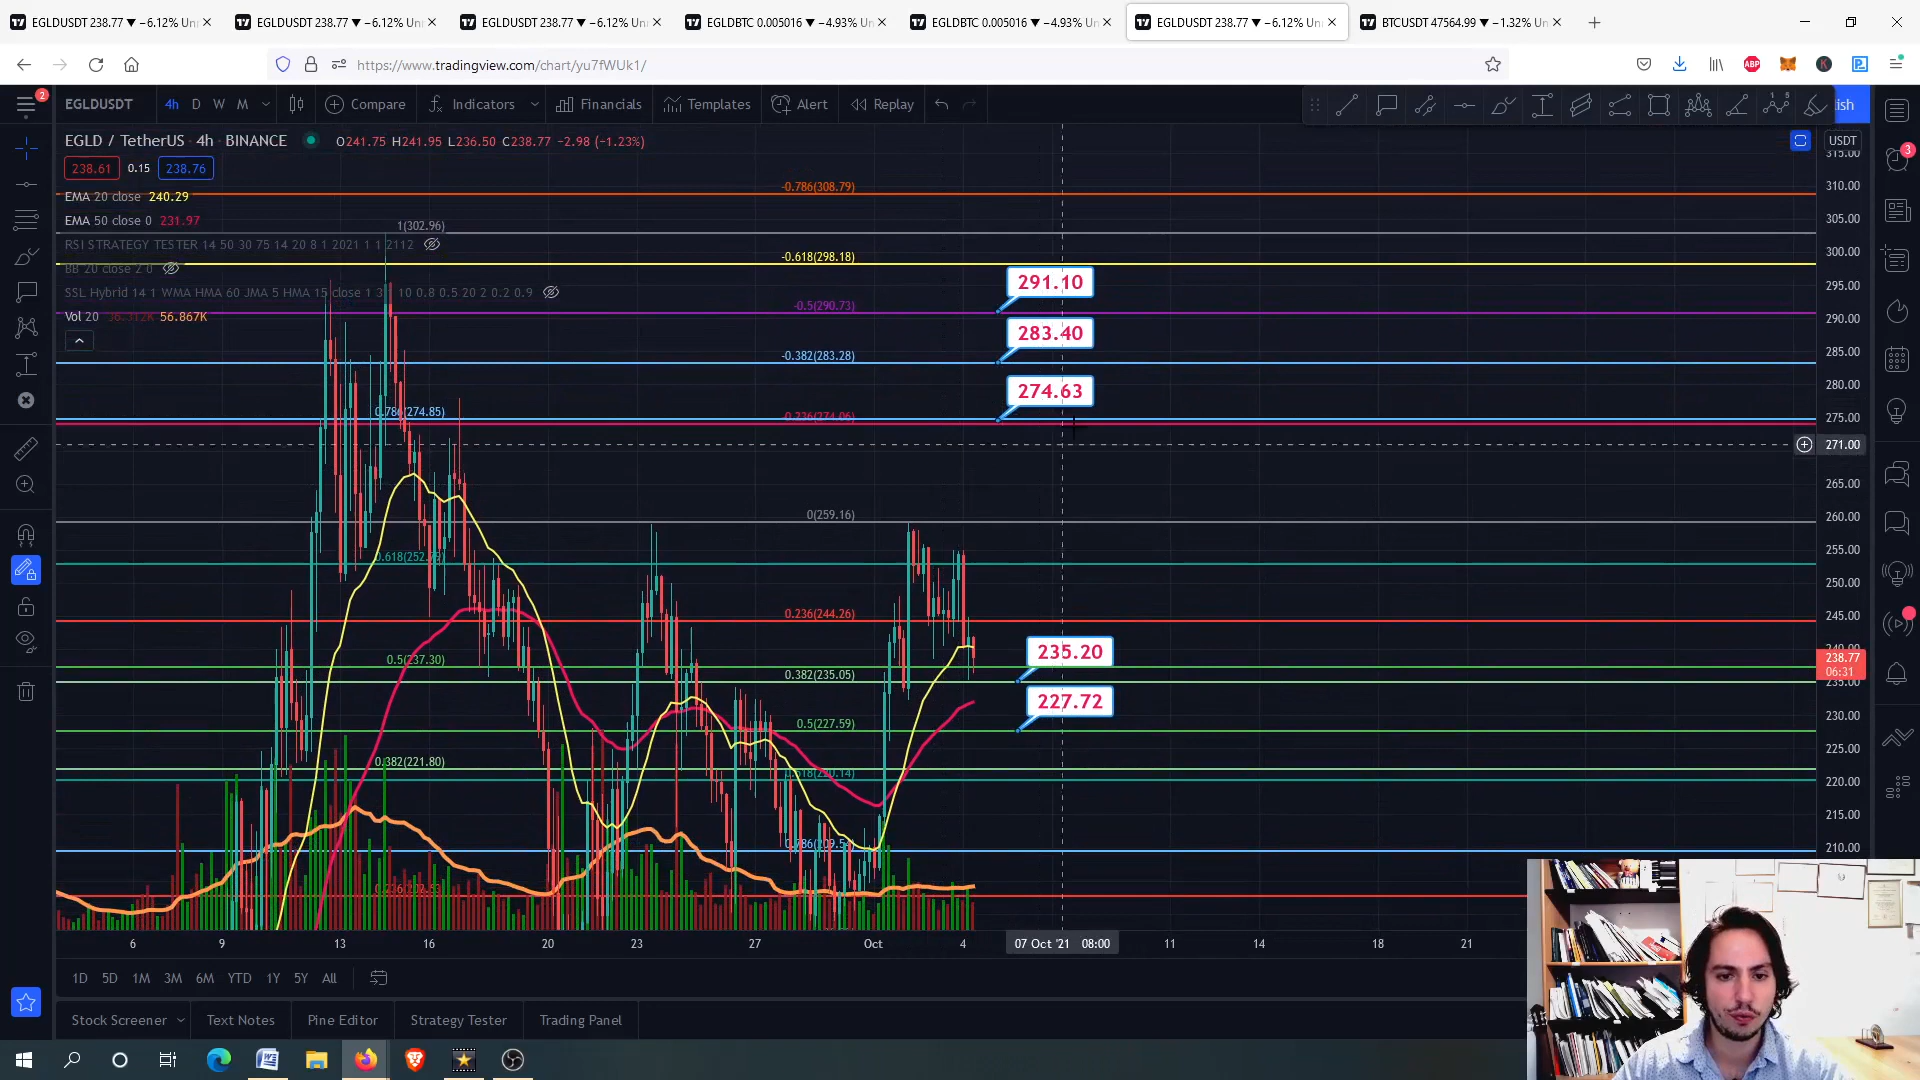 EGLDUSDT 238.77 ▼ −6.12% Un
EGLDUSDT 238.77 ▼ −6.12% Un
EGLDUSDT 238.77 ▼ −6.12% Un
EGLDBTC 0.005016 ▼ −4.93% Un
EGLDBTC 0.005016 ▼ −4.93% Un
EGLDUSDT 238.77 ▼ −6.12% Un
BTCUSDT 47564.99 ▼ −1.32% Un
https://www.tradingview.com/chart/yu7fWUk1/
ABP
K
2
EGLDUSDT
4h D W M
Compare
Indicators
Financials
Templates
Alert
Replay
ish
EGLD / TetherUS · 4h · BINANCE
O241.75 H241.95 L236.50 C238.77 −2.98 (−1.23%)
USDT
238.61 0.15 238.76
EMA 20 close 240.29
EMA 50 close 0 231.97
RSI STRATEGY TESTER 14 50 30 75 14 20 8 1 2021 1 1 2112
BB 20 close 2 0
SSL Hybrid 14 1 WMA HMA 60 JMA 5 HMA 15 close 1 3 1 10 0.8 0.5 20 2 0.2 0.9
Vol 20 56.867K
-0.786(308.79)
1(302.96)
-0.618(298.18)
-0.5(290.73)
-0.382(283.28)
0.786(274.85)
-0.236(274.06)
0(259.16)
0.236(244.26)
0.5(237.30)
0.382(235.05)
0.5(227.59)
0.382(221.80)
291.10
283.40
274.63
235.20
227.72
315.00
310.00
305.00
300.00
295.00
290.00
285.00
280.00
275.00
271.00
265.00
260.00
255.00
250.00
245.00
238.77
06:31
235.00
230.00
225.00
220.00
215.00
210.00
3
6 9 13 16 20 23 27 Oct 4 07 Oct '21 08:00 11 14 18 21
1D 5D 1M 3M 6M YTD 1Y 5Y All
Stock Screener
Text Notes
Pine Editor
Strategy Tester
Trading Panel